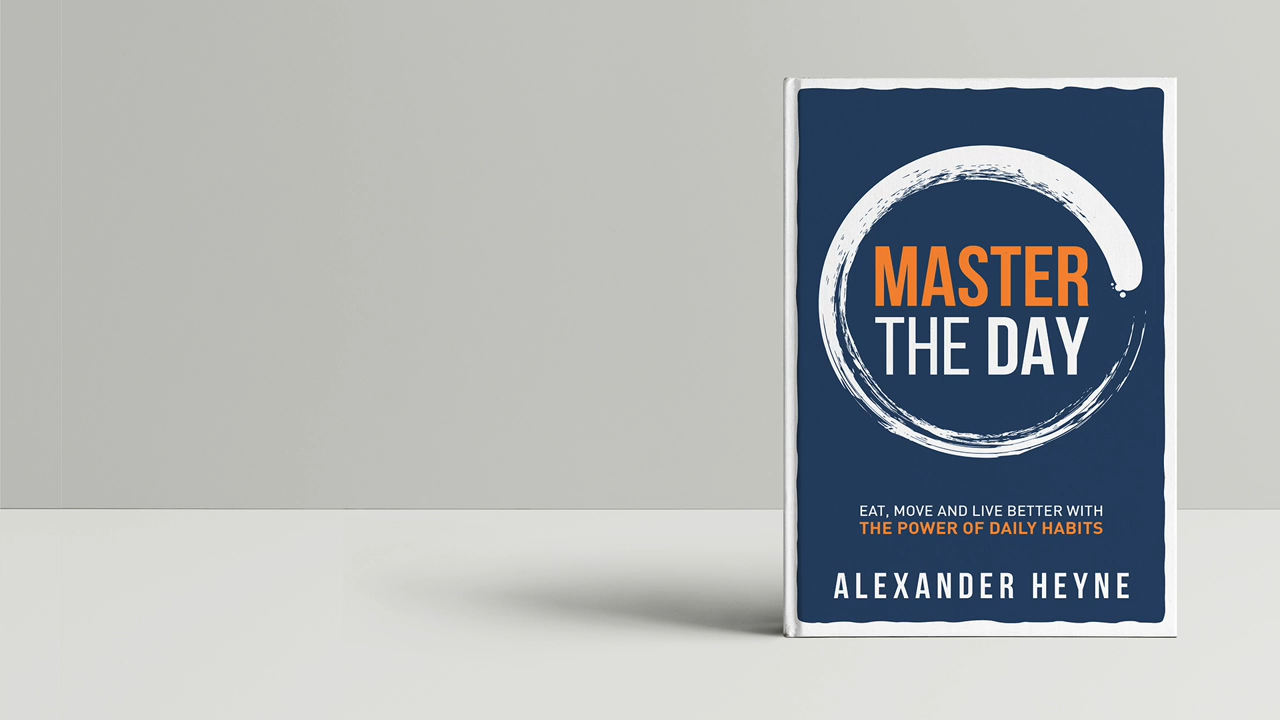 MASTER
THE DAY
EAT, MOVE AND LIVE BETTER WITH
THE POWER OF DAILY HABITS
ALEXANDER HEYNE